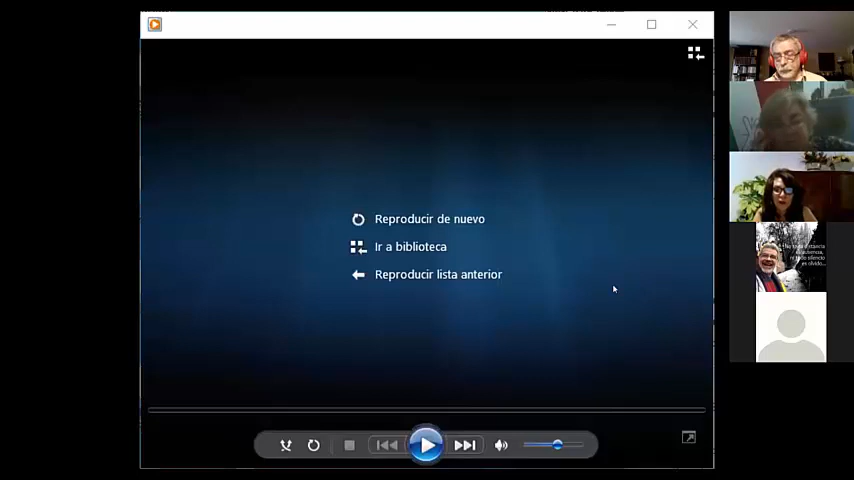 Reproducir de nuevo
Ir a biblioteca
Reproducir lista anterior